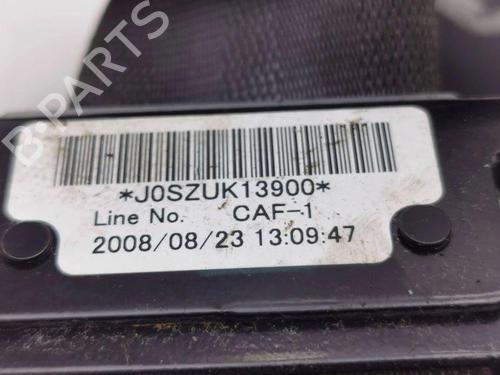 *J0SZUK13900*
Line No. CAF-1
2008/08/23 13:09:47
B-PARTS